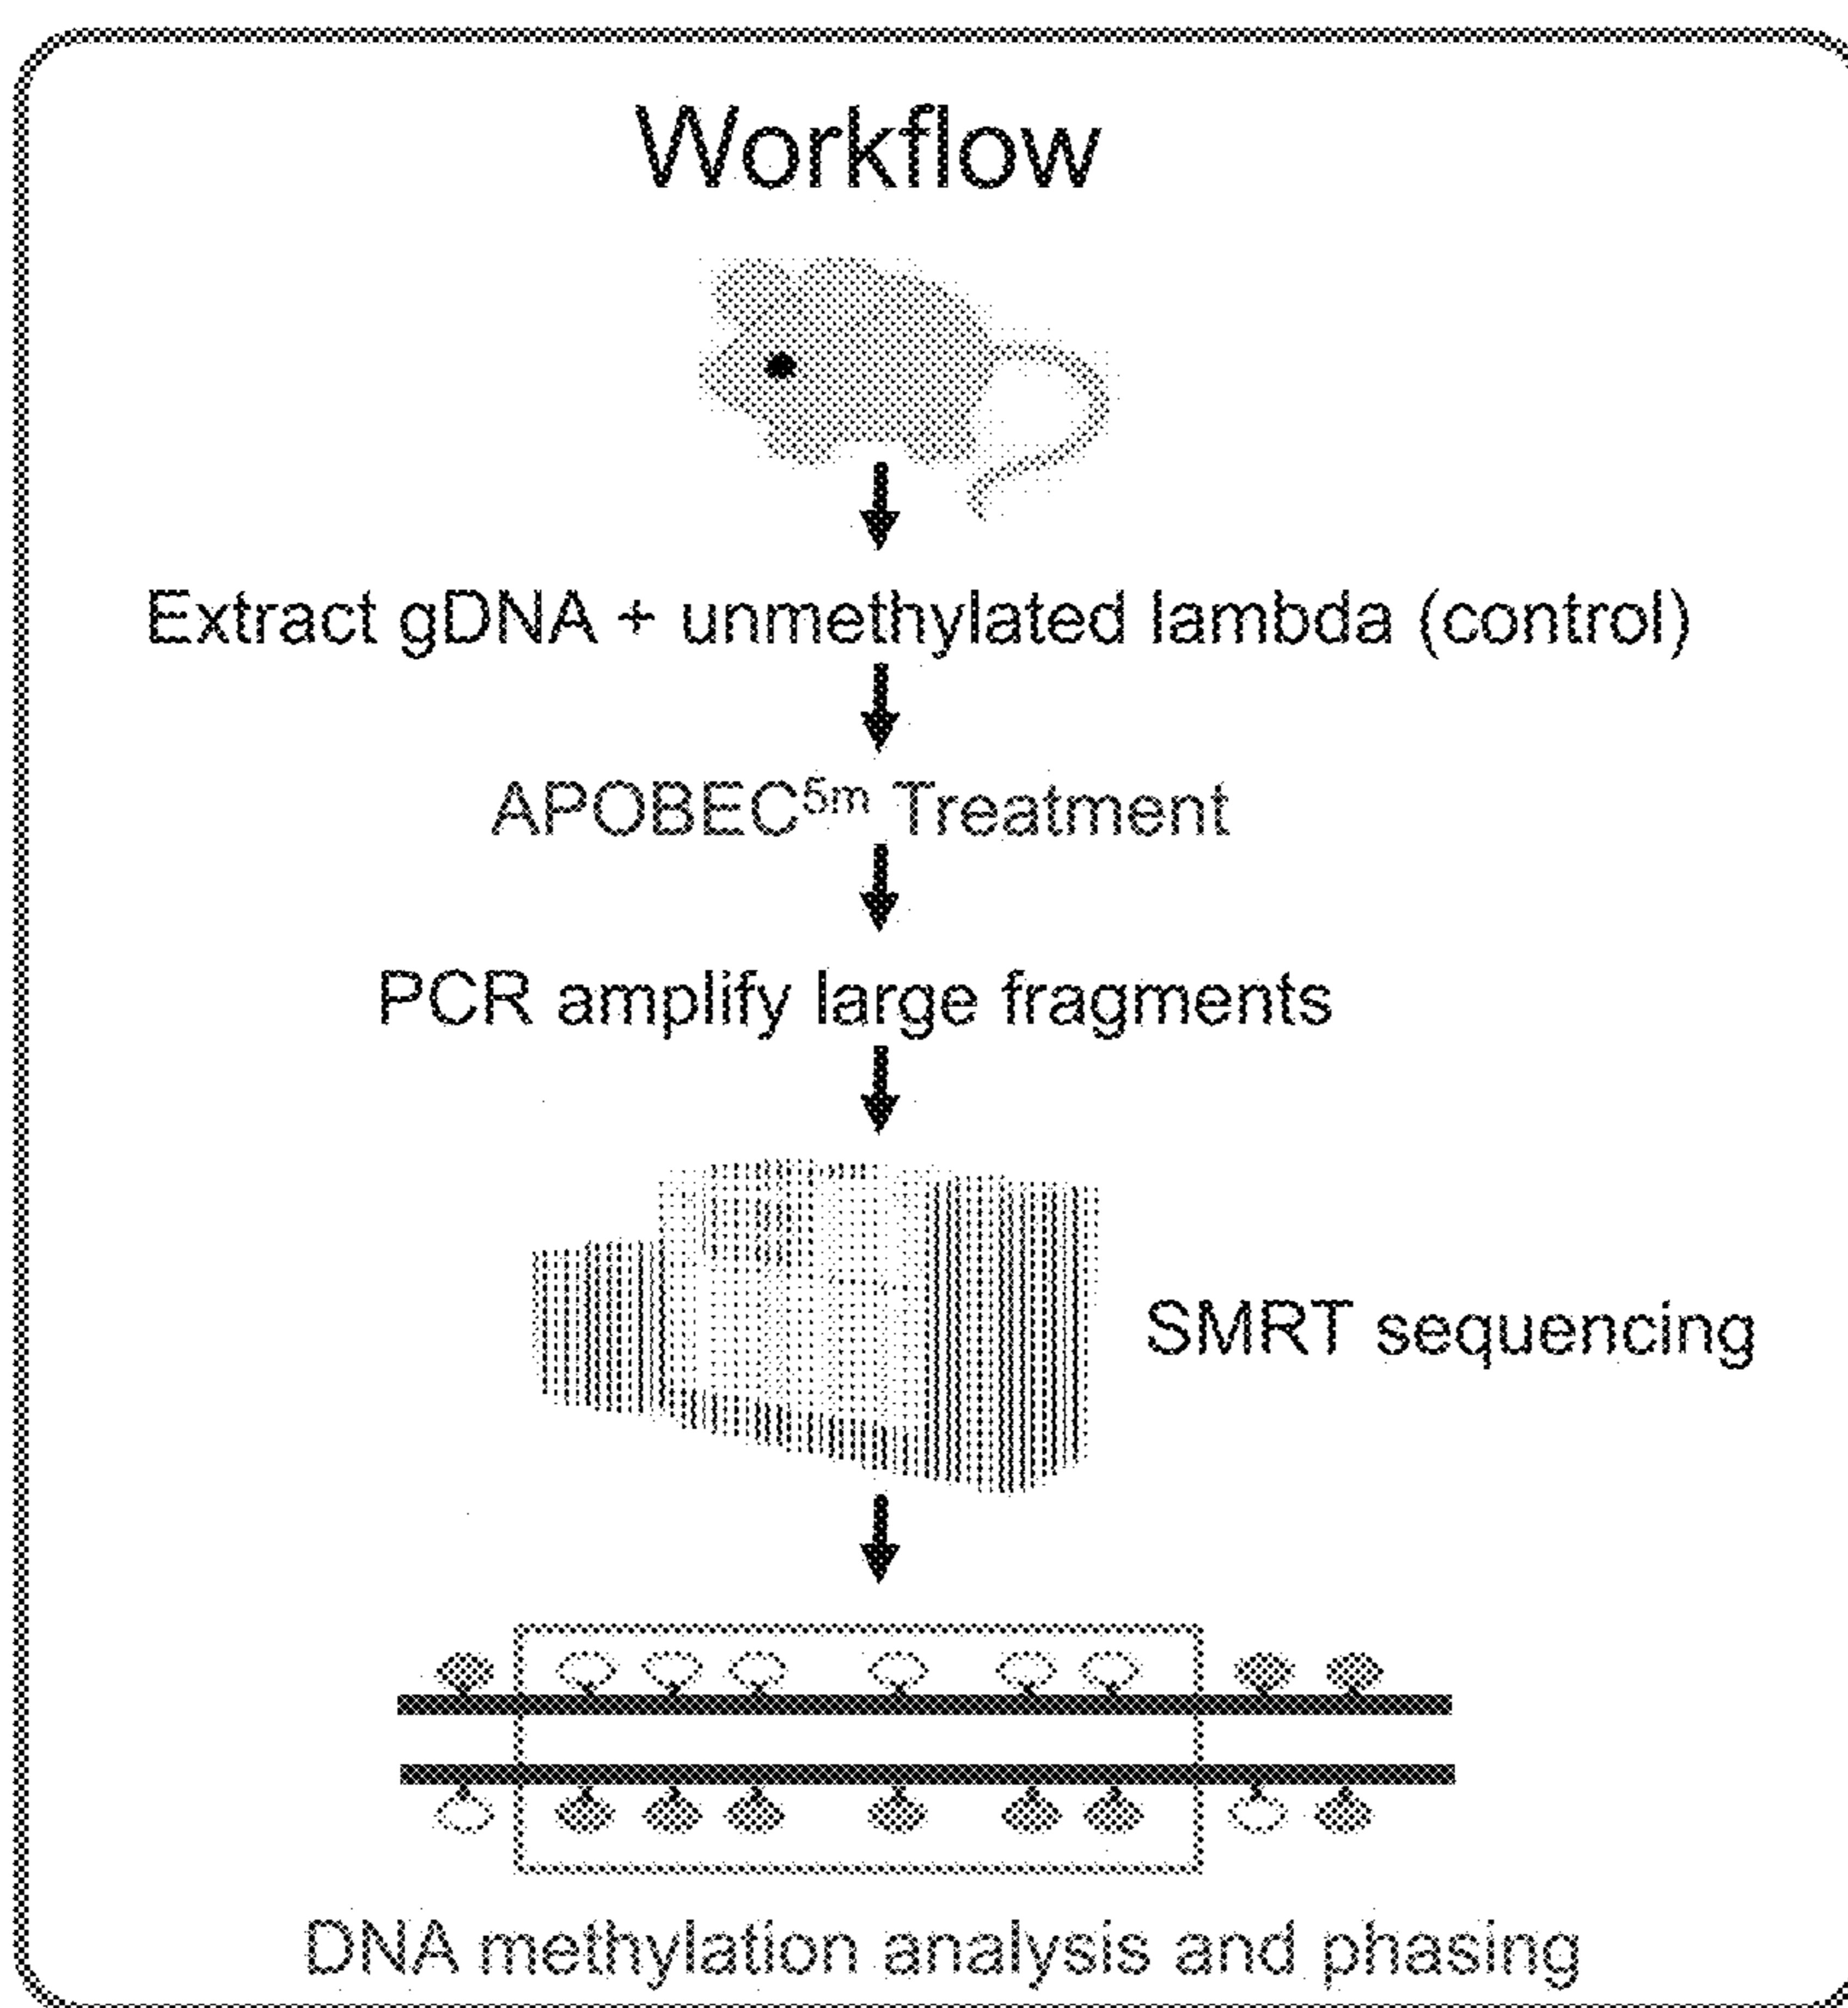 Workflow
Extract gDNA + unmethylated lambda (control)
APOBEC5m Treatment
PCR amplify large fragments
SMRT sequencing
DNA methylation analysis and phasing